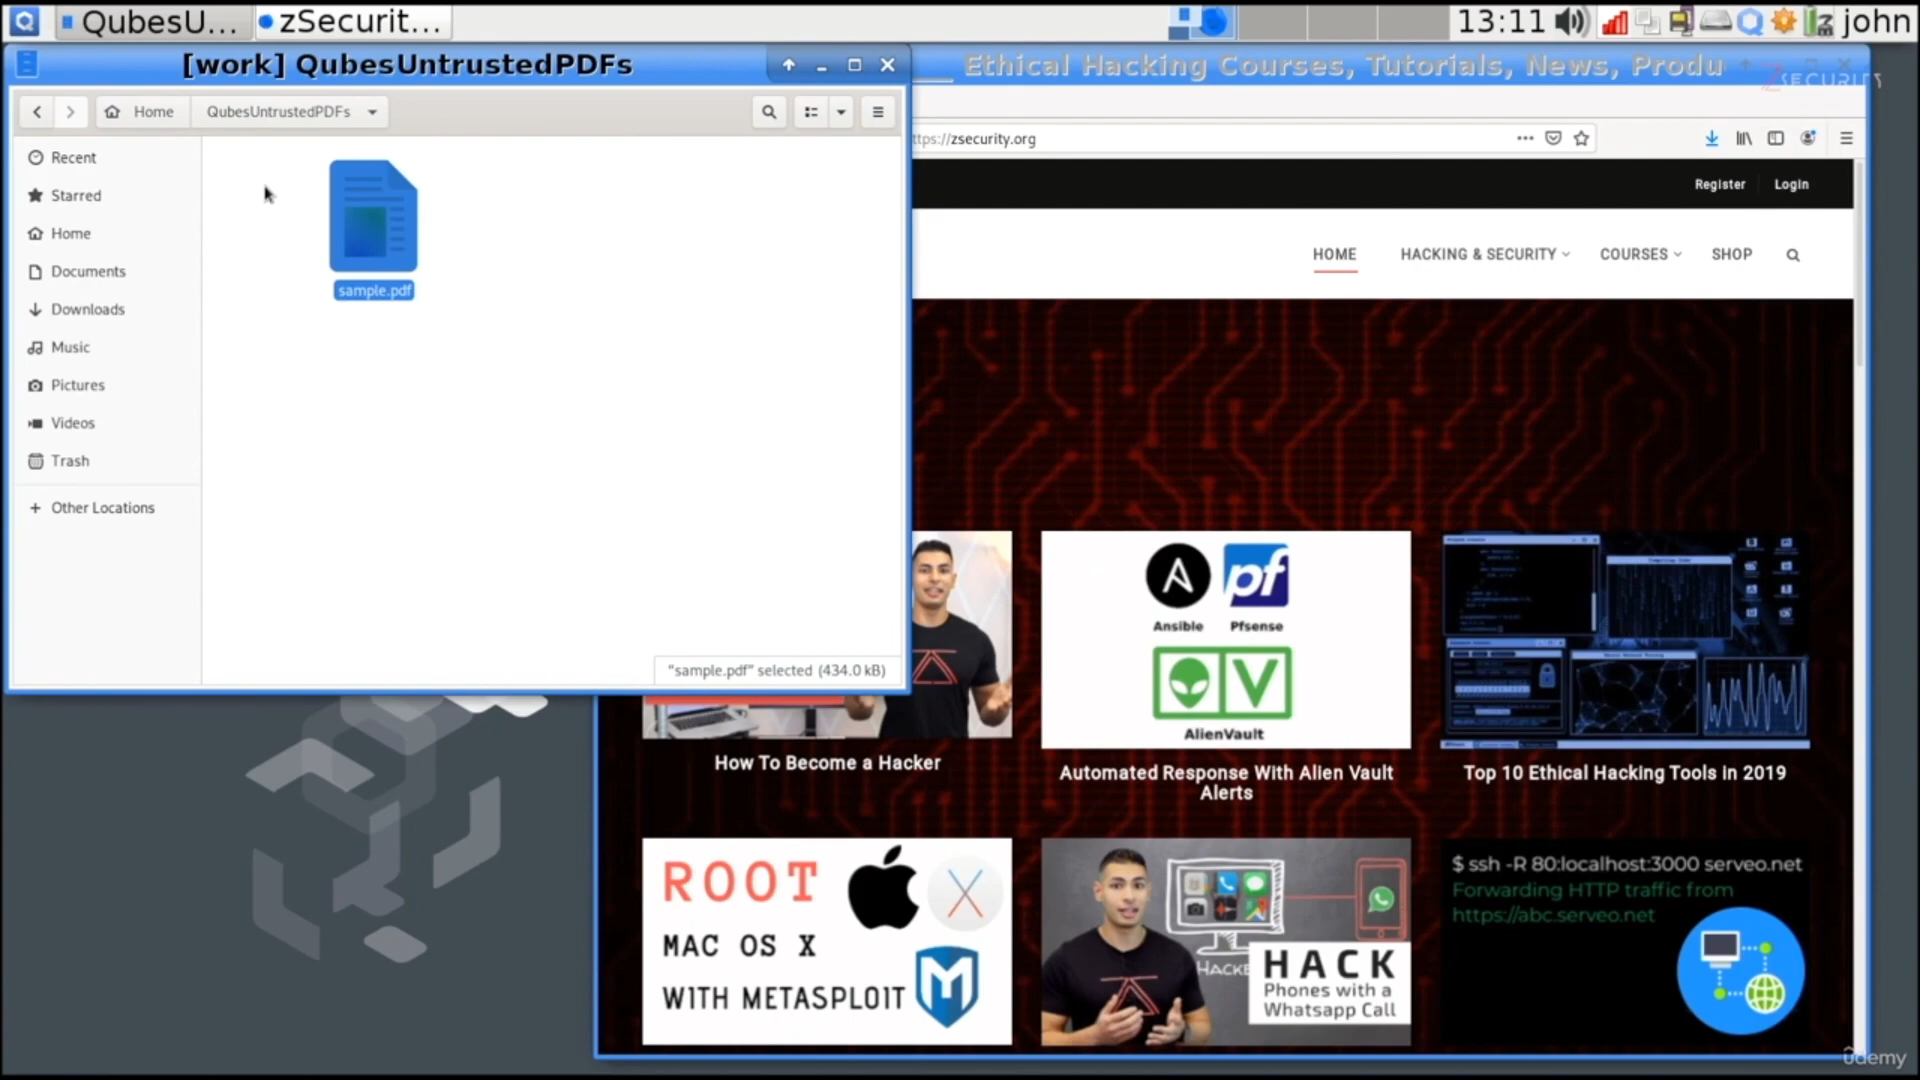 QubesU...
zSecurit...
13:11
john
[work] QubesUntrustedPDFs
Ethical Hacking Courses, Tutorials, News, Produ
ZSECURITY
Home
QubesUntrustedPDFs
ttps://zsecurity.org
Recent
Starred
Home
Documents
Downloads
Music
Pictures
Videos
Trash
Other Locations
sample.pdf
"sample.pdf" selected (434.0 kB)
Register
Login
HOME
HACKING & SECURITY
COURSES
SHOP
Ansible
pf
Pfsense
V
AlienVault
How To Become a Hacker
Automated Response With Alien Vault
Alerts
Top 10 Ethical Hacking Tools in 2019
ROOT
MAC OS X
WITH METASPLOIT
M
HACKE
HACK
Phones with a
Whatsapp Call
$ ssh -R 80:localhost:3000 serveo.net
Forwarding HTTP traffic from
https://abc.serveo.net
ûdemy